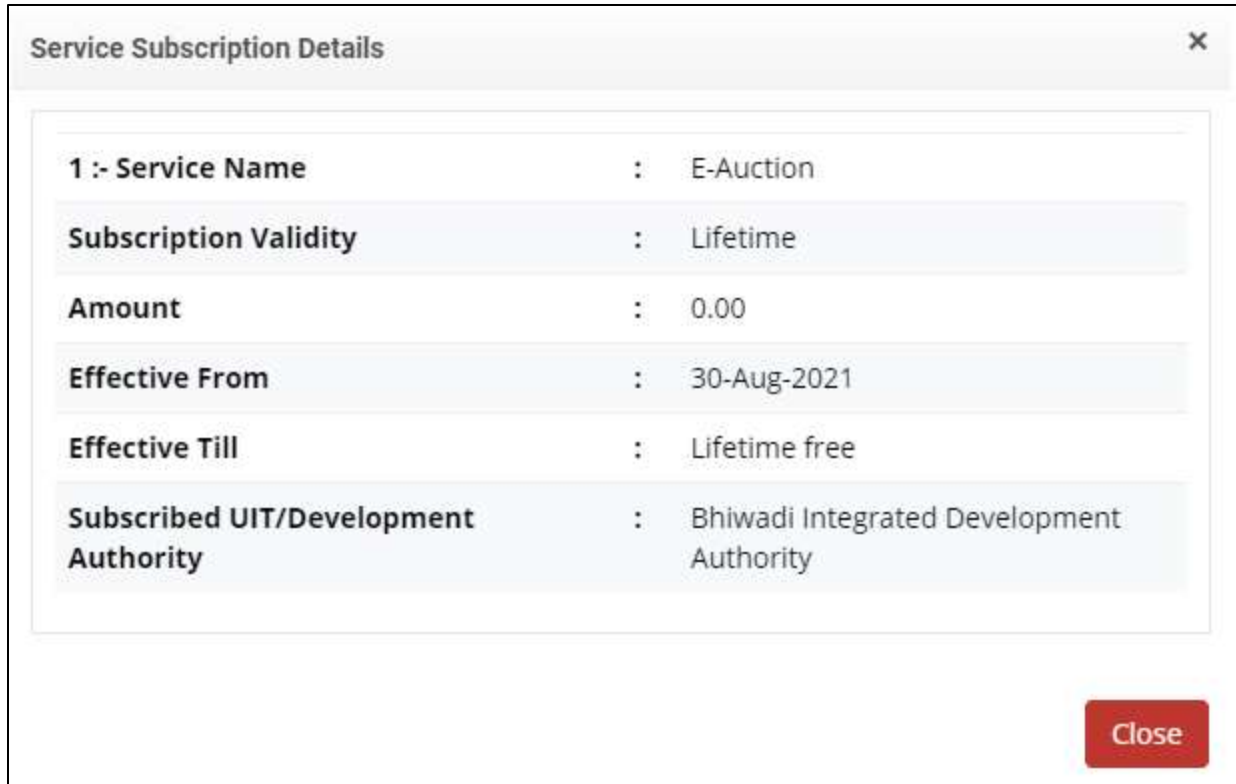 Service Subscription Details ×
1 :- Service Name : E-Auction
Subscription Validity : Lifetime
Amount : 0.00
Effective From : 30-Aug-2021
Effective Till : Lifetime free
Subscribed UIT/Development : Bhiwadi Integrated Development
Authority Authority
Close